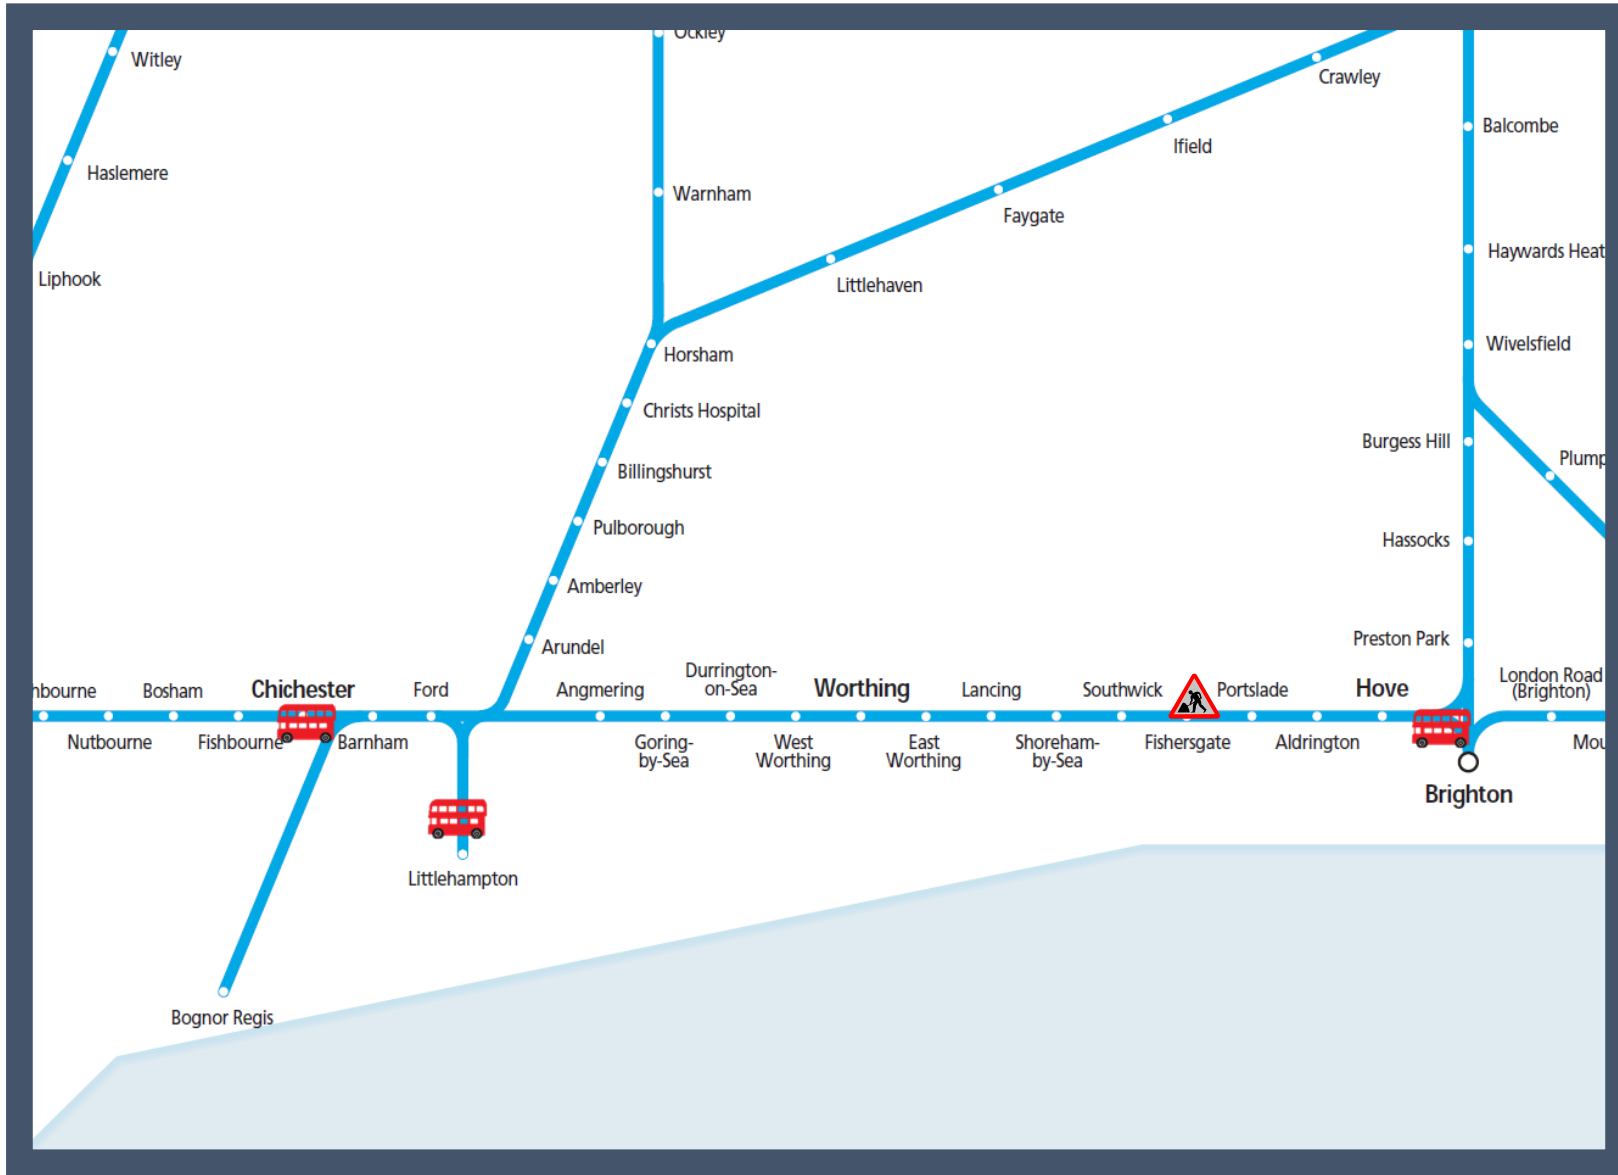 Ockley
Witley
Crawley
Balcombe
Ifield
Haslemere
Warnham
Faygate
Haywards Heat
Liphook
Littlehaven
Wivelsfield
Horsham
Christs Hospital
Burgess Hill
Plump
Billingshurst
Pulborough
Hassocks
Amberley
Arundel
Preston Park
hbourne
Bosham
Chichester
Ford
Angmering
Durrington-
on-Sea
Worthing
Lancing
Southwick
Portslade
Hove
London Road
(Brighton)
Nutbourne
Fishbourne
Barnham
Goring-
by-Sea
West
Worthing
East
Worthing
Shoreham-
by-Sea
Fishersgate
Aldrington
Mou
Brighton
Littlehampton
Bognor Regis